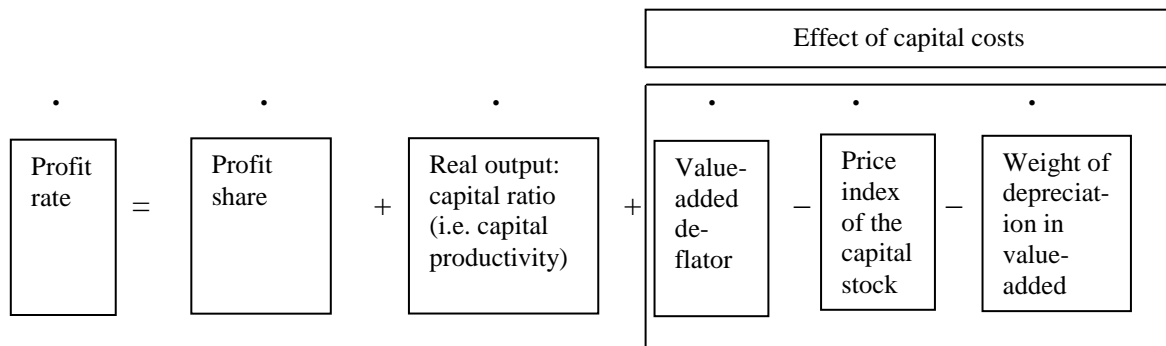 Effect of capital costs
• • • • • •
Profit
rate
=
Profit
share
+
Real output:
capital ratio
(i.e. capital
productivity)
+
Value-
added
de-
flator
−
Price
index
of the
capital
stock
−
Weight of
depreciat-
ion in
value-
added